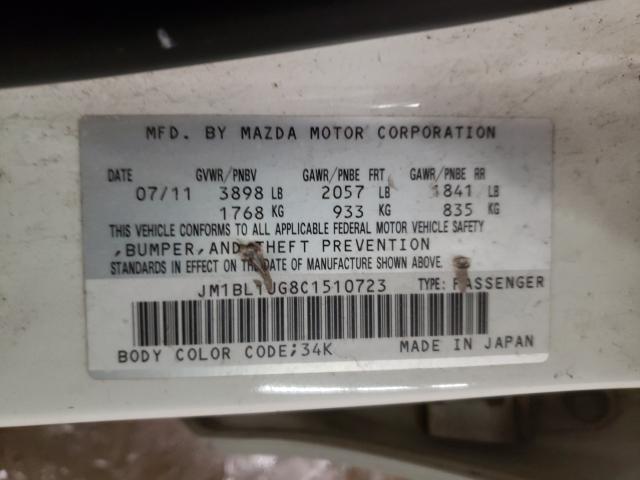 MFD. BY MAZDA MOTOR CORPORATION
DATE GVWR/PNBV GAWR/PNBE FRT GAWR/PNBE RR
07/11 3898 LB 2057 LB 1841 LB
1768 KG 933 KG 835 KG
THIS VEHICLE CONFORMS TO ALL APPLICABLE FEDERAL MOTOR VEHICLE SAFETY
,BUMPER,AND THEFT PREVENTION
STANDARDS IN EFFECT ON THE DATE OF MANUFACTURE SHOWN ABOVE.
JM1BL1UG8C1510723 TYPE: PASSENGER
BODY COLOR CODE;34K MADE IN JAPAN